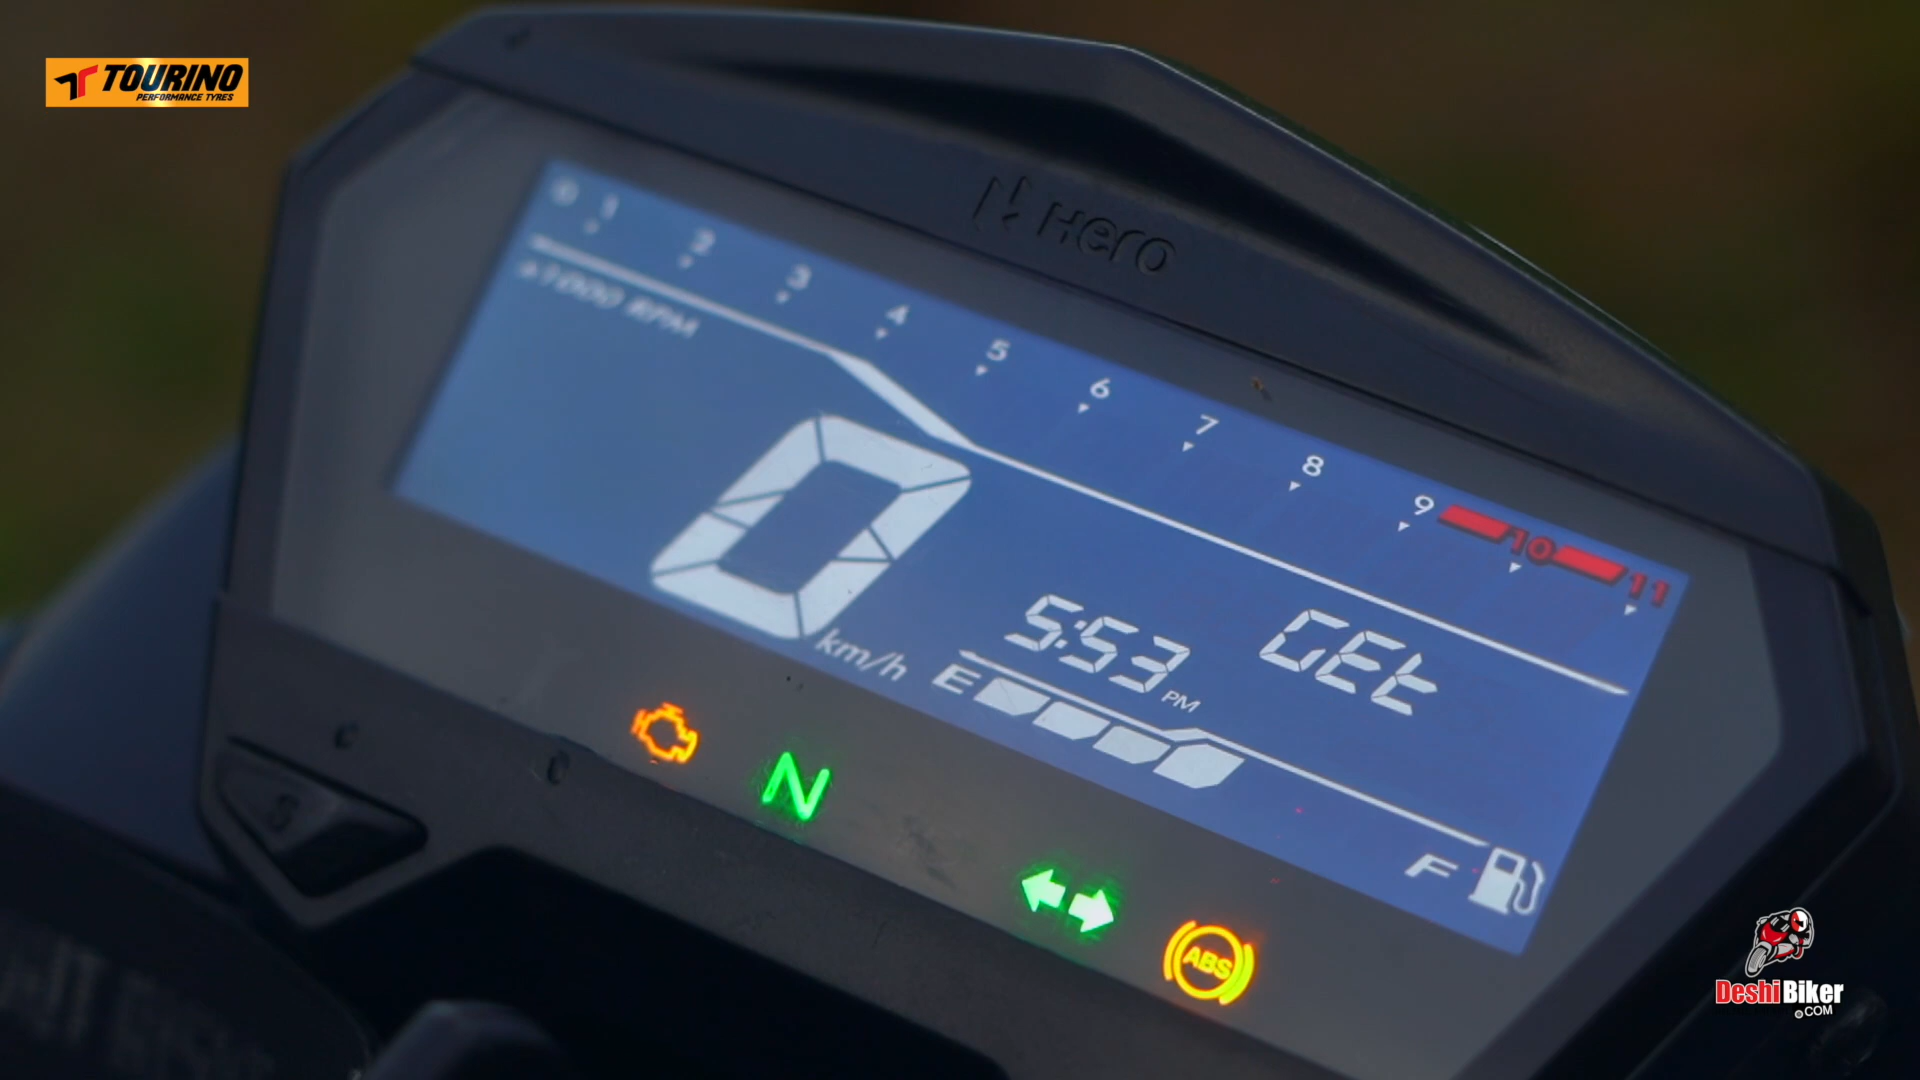 TOURINO
PERFORMANCE TYRES
Hero
1 2 3 4 5 6 7 8 9 10 11
x1000 RPM
0
km/h
5:53 PM
GEt
E
F
N
ABS
DeshiBiker
.COM